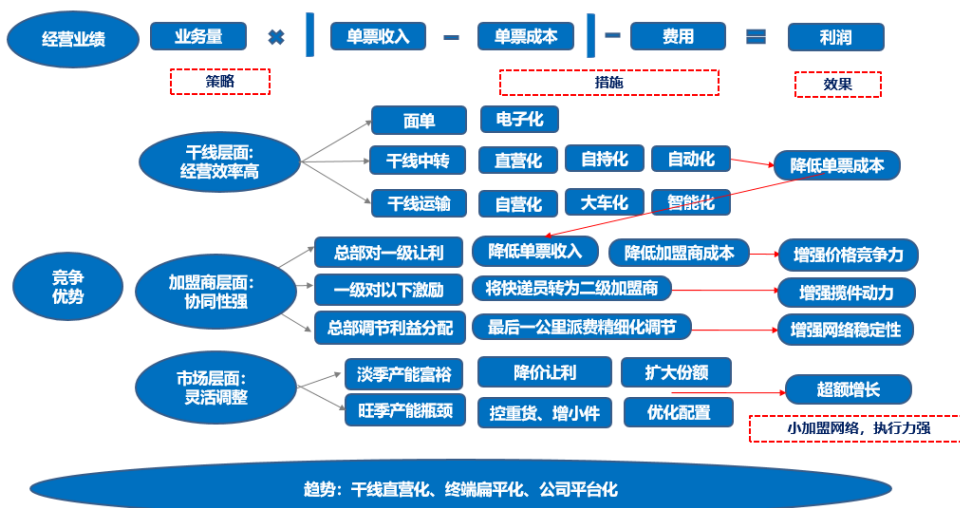 经营业绩 业务量 × | 单票收入 － 单票成本 | － 费用 ＝ 利润
策略 措施 效果
面单 电子化
干线层面：
经营效率高
干线中转 直营化 自持化 自动化 降低单票成本
干线运输 自营化 大车化 智能化
竞争
优势
加盟商层面：
协同性强
总部对一级让利 降低单票收入 降低加盟商成本 增强价格竞争力
一级对以下激励 将快递员转为二级加盟商 增强揽件动力
总部调节利益分配 最后一公里派费精细化调节 增强网络稳定性
市场层面：
灵活调整
淡季产能富裕 降价让利 扩大份额 超额增长
旺季产能瓶颈 控重货、增小件 优化配置
小加盟网络，执行力强
趋势：干线直营化、终端扁平化、公司平台化